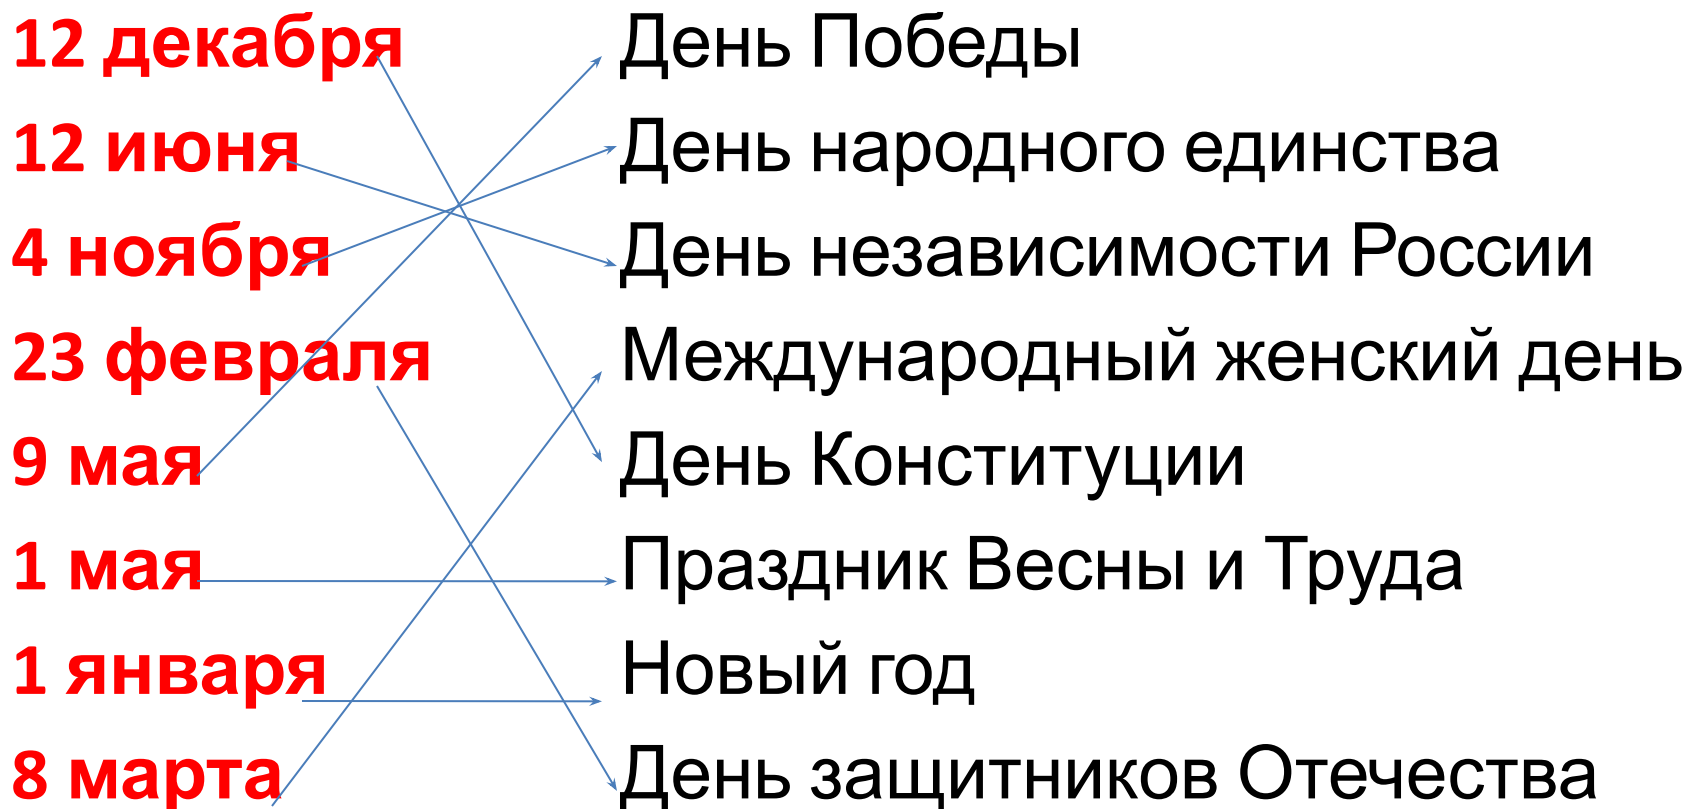 12 декабря День Победы
12 июня День народного единства
4 ноября День независимости России
23 февраля Международный женский день
9 мая День Конституции
1 мая Праздник Весны и Труда
1 января Новый год
8 марта День защитников Отечества